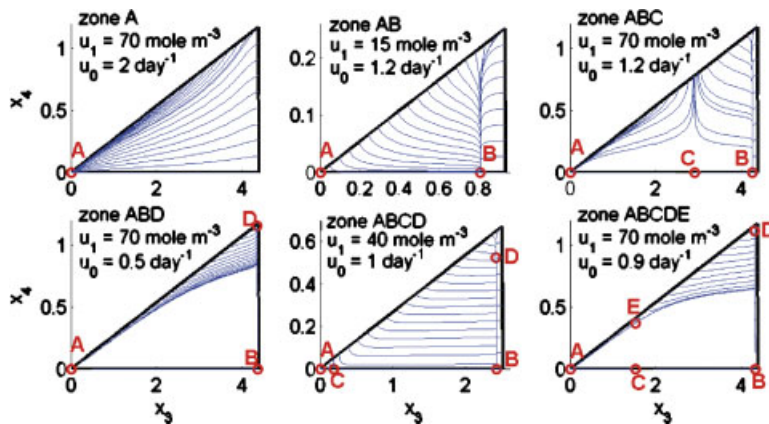 zone A
u₁ = 70 mole m⁻³
u₀ = 2 day⁻¹
x₄
1
0.5
0
A
0 2 4
zone AB
u₁ = 15 mole m⁻³
u₀ = 1.2 day⁻¹
0.2
0.1
0
A
B
0 0.2 0.4 0.6 0.8
zone ABC
u₁ = 70 mole m⁻³
u₀ = 1.2 day⁻¹
1
0.5
0
A
C
B
0 2 4
zone ABD
u₁ = 70 mole m⁻³
u₀ = 0.5 day⁻¹
D
x₄
1
0.5
0
A
B
0 2 4
x₃
zone ABCD
u₁ = 40 mole m⁻³
u₀ = 1 day⁻¹
0.6
0.4
0.2
0
D
A
C
B
0 1 2
x₃
zone ABCDE
u₁ = 70 mole m⁻³
u₀ = 0.9 day⁻¹
D
1
0.5
0
E
A
C
B
0 2 4
x₃